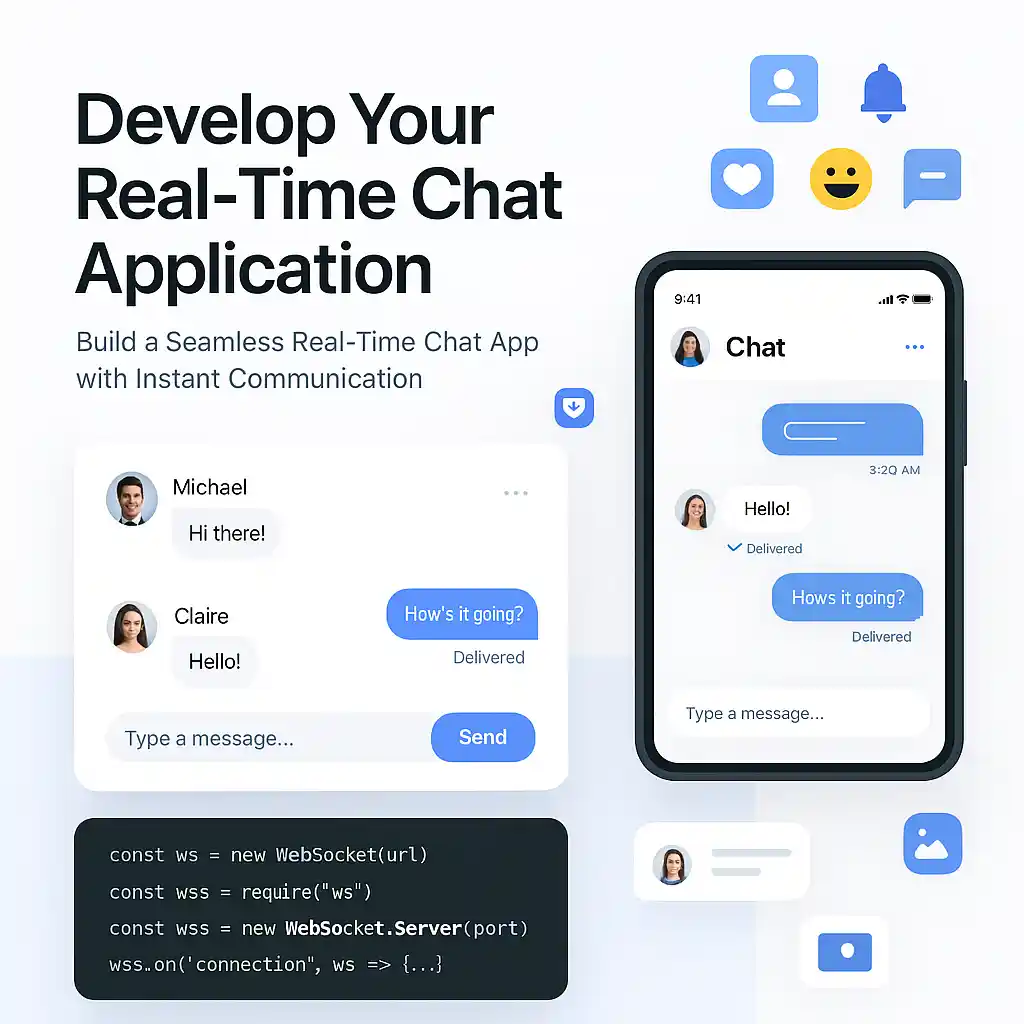 Develop Your
Real-Time Chat
Application
Build a Seamless Real-Time Chat App
with Instant Communication
Michael
Hi there!
Claire
Hello!
How's it going?
Delivered
Type a message...
Send
const ws = new WebSocket(url)
const wss = require("ws")
const wss = new WebSocket.Server(port)
wss.on('connection", ws => {...}
9:41
Chat
3:2Q AM
Hello!
Delivered
Hows it going?
Delivered
Type a message...